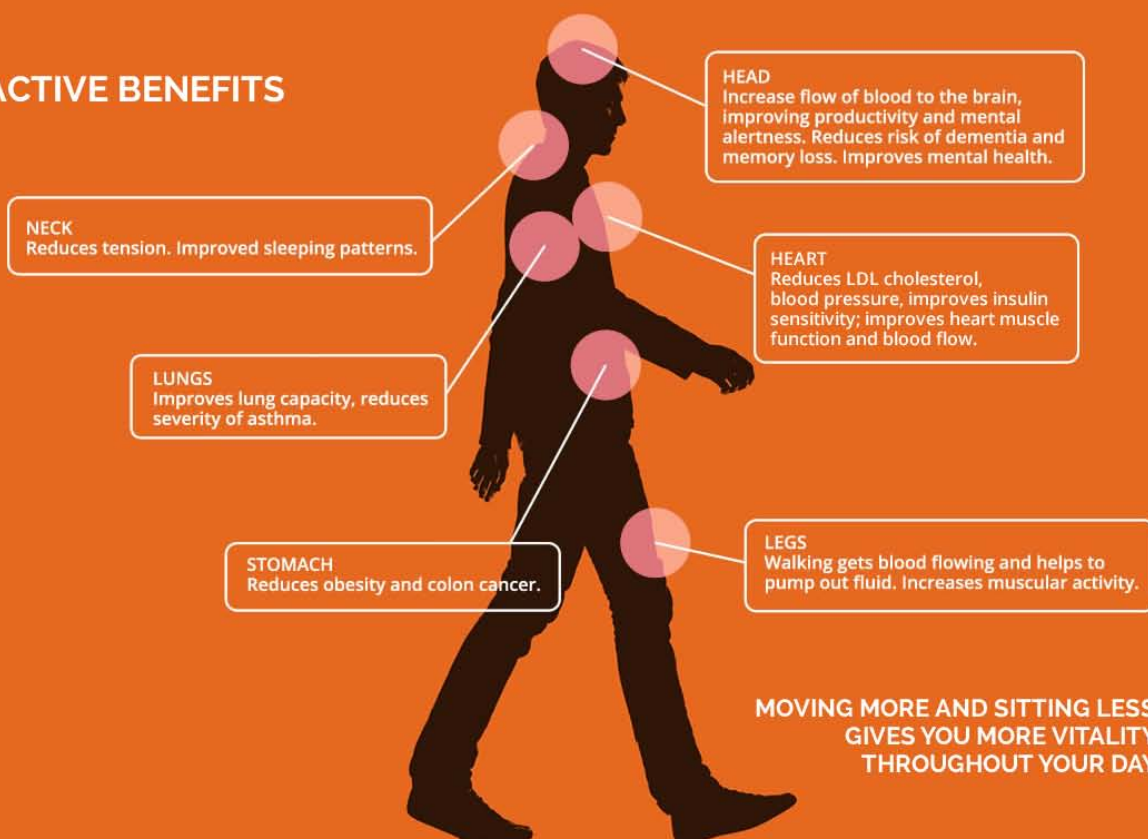 ACTIVE BENEFITS
HEAD
Increase flow of blood to the brain,
improving productivity and mental
alertness. Reduces risk of dementia and
memory loss. Improves mental health.
NECK
Reduces tension. Improved sleeping patterns.
HEART
Reduces LDL cholesterol,
blood pressure, improves insulin
sensitivity; improves heart muscle
function and blood flow.
LUNGS
Improves lung capacity, reduces
severity of asthma.
STOMACH
Reduces obesity and colon cancer.
LEGS
Walking gets blood flowing and helps to
pump out fluid. Increases muscular activity.
MOVING MORE AND SITTING LESS
GIVES YOU MORE VITALITY
THROUGHOUT YOUR DAY